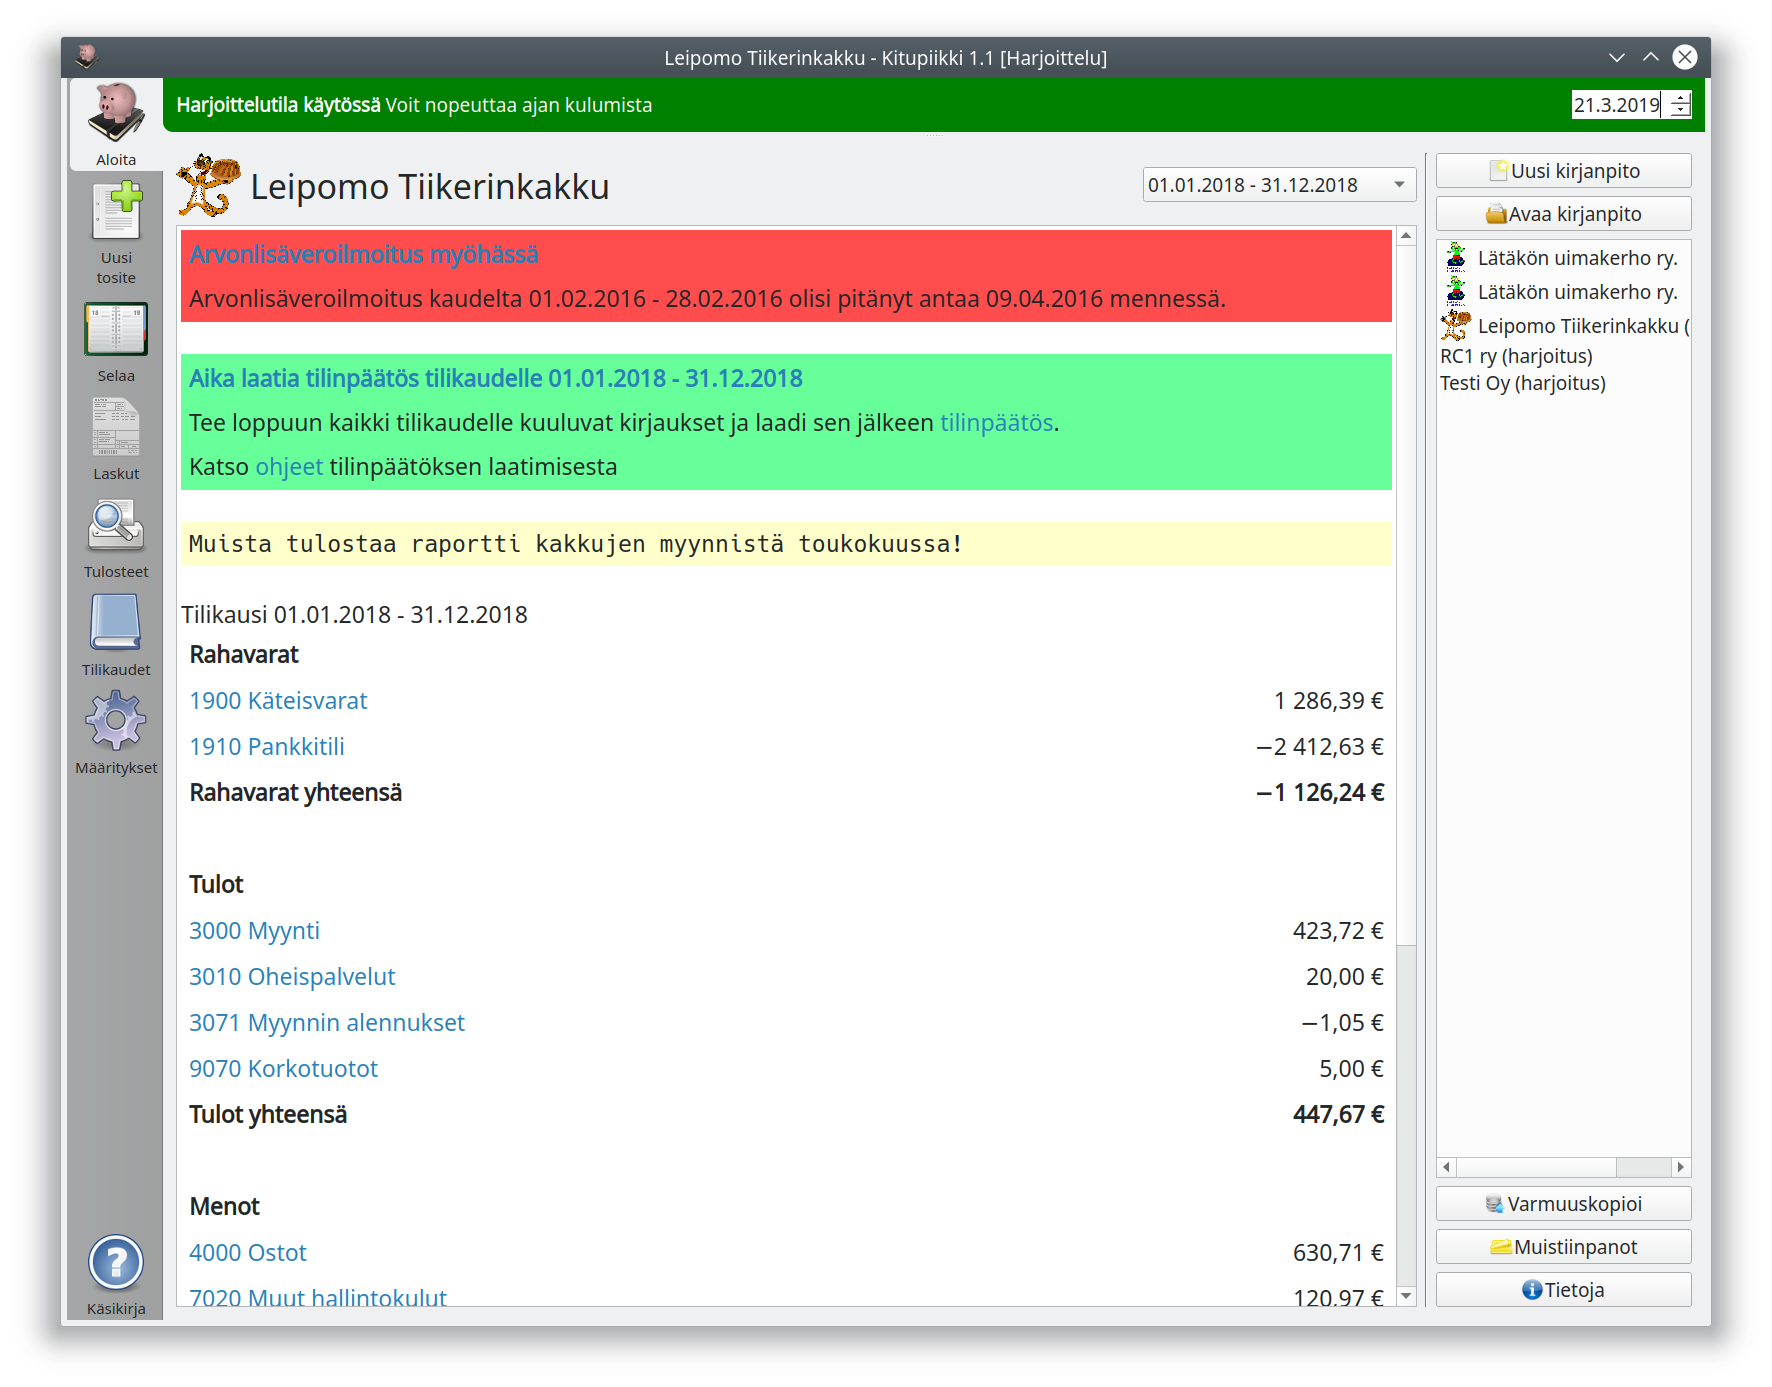 Leipomo Tiikerinkakku - Kitupiikki 1.1 [Harjoittelu]
Harjoittelutila käytössä Voit nopeuttaa ajan kulumista
21.3.2019
Aloita
Uusi
tosite
Selaa
Laskut
Tulosteet
Tilikaudet
Määritykset
Käsikirja
Leipomo Tiikerinkakku
01.01.2018 - 31.12.2018
Arvonlisäveroilmoitus myöhässä
Arvonlisäveroilmoitus kaudelta 01.02.2016 - 28.02.2016 olisi pitänyt antaa 09.04.2016 mennessä.
Aika laatia tilinpäätös tilikaudelle 01.01.2018 - 31.12.2018
Tee loppuun kaikki tilikaudelle kuuluvat kirjaukset ja laadi sen jälkeen tilinpäätös.
Katso ohjeet tilinpäätöksen laatimisesta
Muista tulostaa raportti kakkujen myynnistä toukokuussa!
Tilikausi 01.01.2018 - 31.12.2018
Rahavarat
1900 Käteisvarat 1 286,39 €
1910 Pankkitili −2 412,63 €
Rahavarat yhteensä −1 126,24 €
Tulot
3000 Myynti 423,72 €
3010 Oheispalvelut 20,00 €
3071 Myynnin alennukset −1,05 €
9070 Korkotuotot 5,00 €
Tulot yhteensä 447,67 €
Menot
4000 Ostot 630,71 €
7020 Muut hallintokulut 120,97 €
Uusi kirjanpito
Avaa kirjanpito
Lätäkön uimakerho ry.
Lätäkön uimakerho ry.
Leipomo Tiikerinkakku (
RC1 ry (harjoitus)
Testi Oy (harjoitus)
Varmuuskopioi
Muistiinpanot
Tietoja